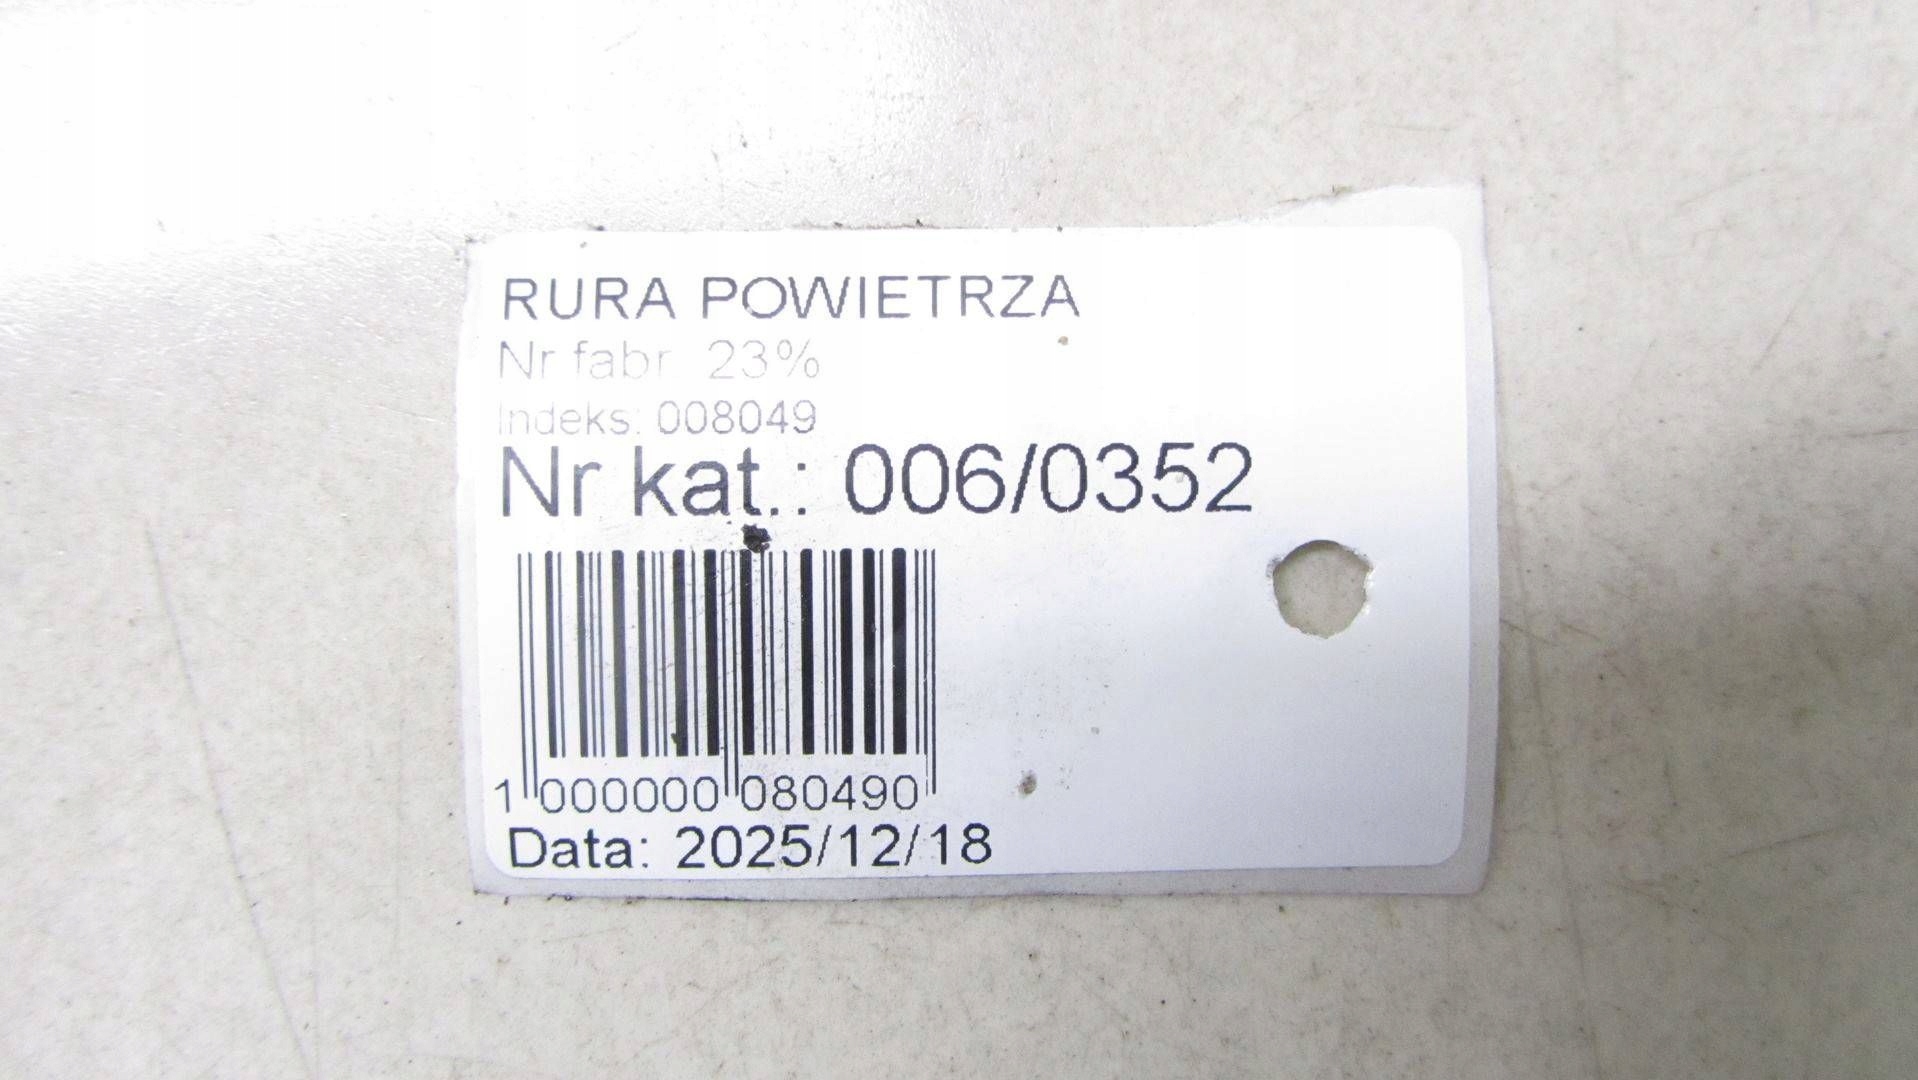 RURA POWIETRZA
Nr fabr. 23%
Indeks: 008049
Nr kat.: 006/0352
1 000000 080490
Data: 2025/12/18